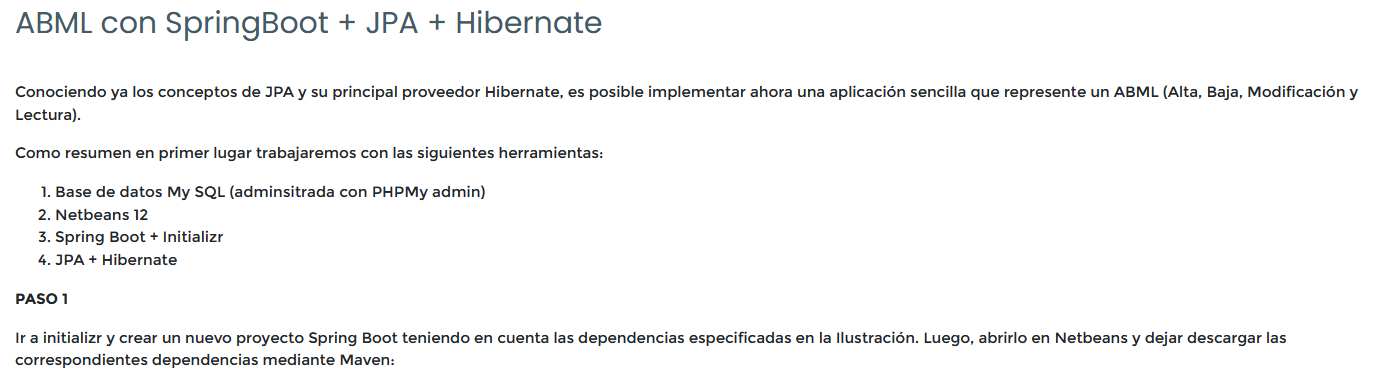 ABML con SpringBoot + JPA + Hibernate
Conociendo ya los conceptos de JPA y su principal proveedor Hibernate, es posible implementar ahora una aplicación sencilla que represente un ABML (Alta, Baja, Modificación y
Lectura).
Como resumen en primer lugar trabajaremos con las siguientes herramientas:
1. Base de datos My SQL (adminsitrada con PHPMy admin)
2. Netbeans 12
3. Spring Boot + Initializr
4. JPA + Hibernate
PASO 1
Ir a initializr y crear un nuevo proyecto Spring Boot teniendo en cuenta las dependencias especificadas en la Ilustración. Luego, abrirlo en Netbeans y dejar descargar las
correspondientes dependencias mediante Maven: